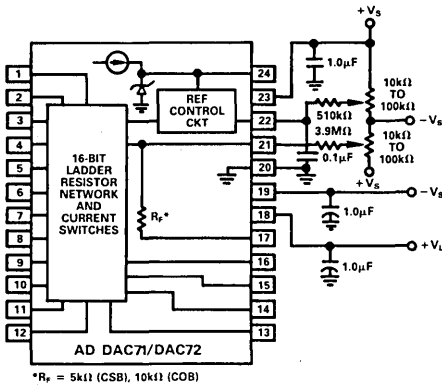 +VS
1.0μF
10kΩ
TO
100kΩ
1
2
3
4
5
6
7
8
9
10
11
12
16-BIT
LADDER
RESISTOR
NETWORK
AND
CURRENT
SWITCHES
REF
CONTROL
CKT
RF*
24
23
22
21
20
19
18
17
16
15
14
13
510kΩ
3.9MΩ
0.1μF
-VS
10kΩ
TO
100kΩ
+VS
-VS
1.0μF
+VL
1.0μF
AD DAC71/DAC72
*RF = 5kΩ (CSB), 10kΩ (COB)